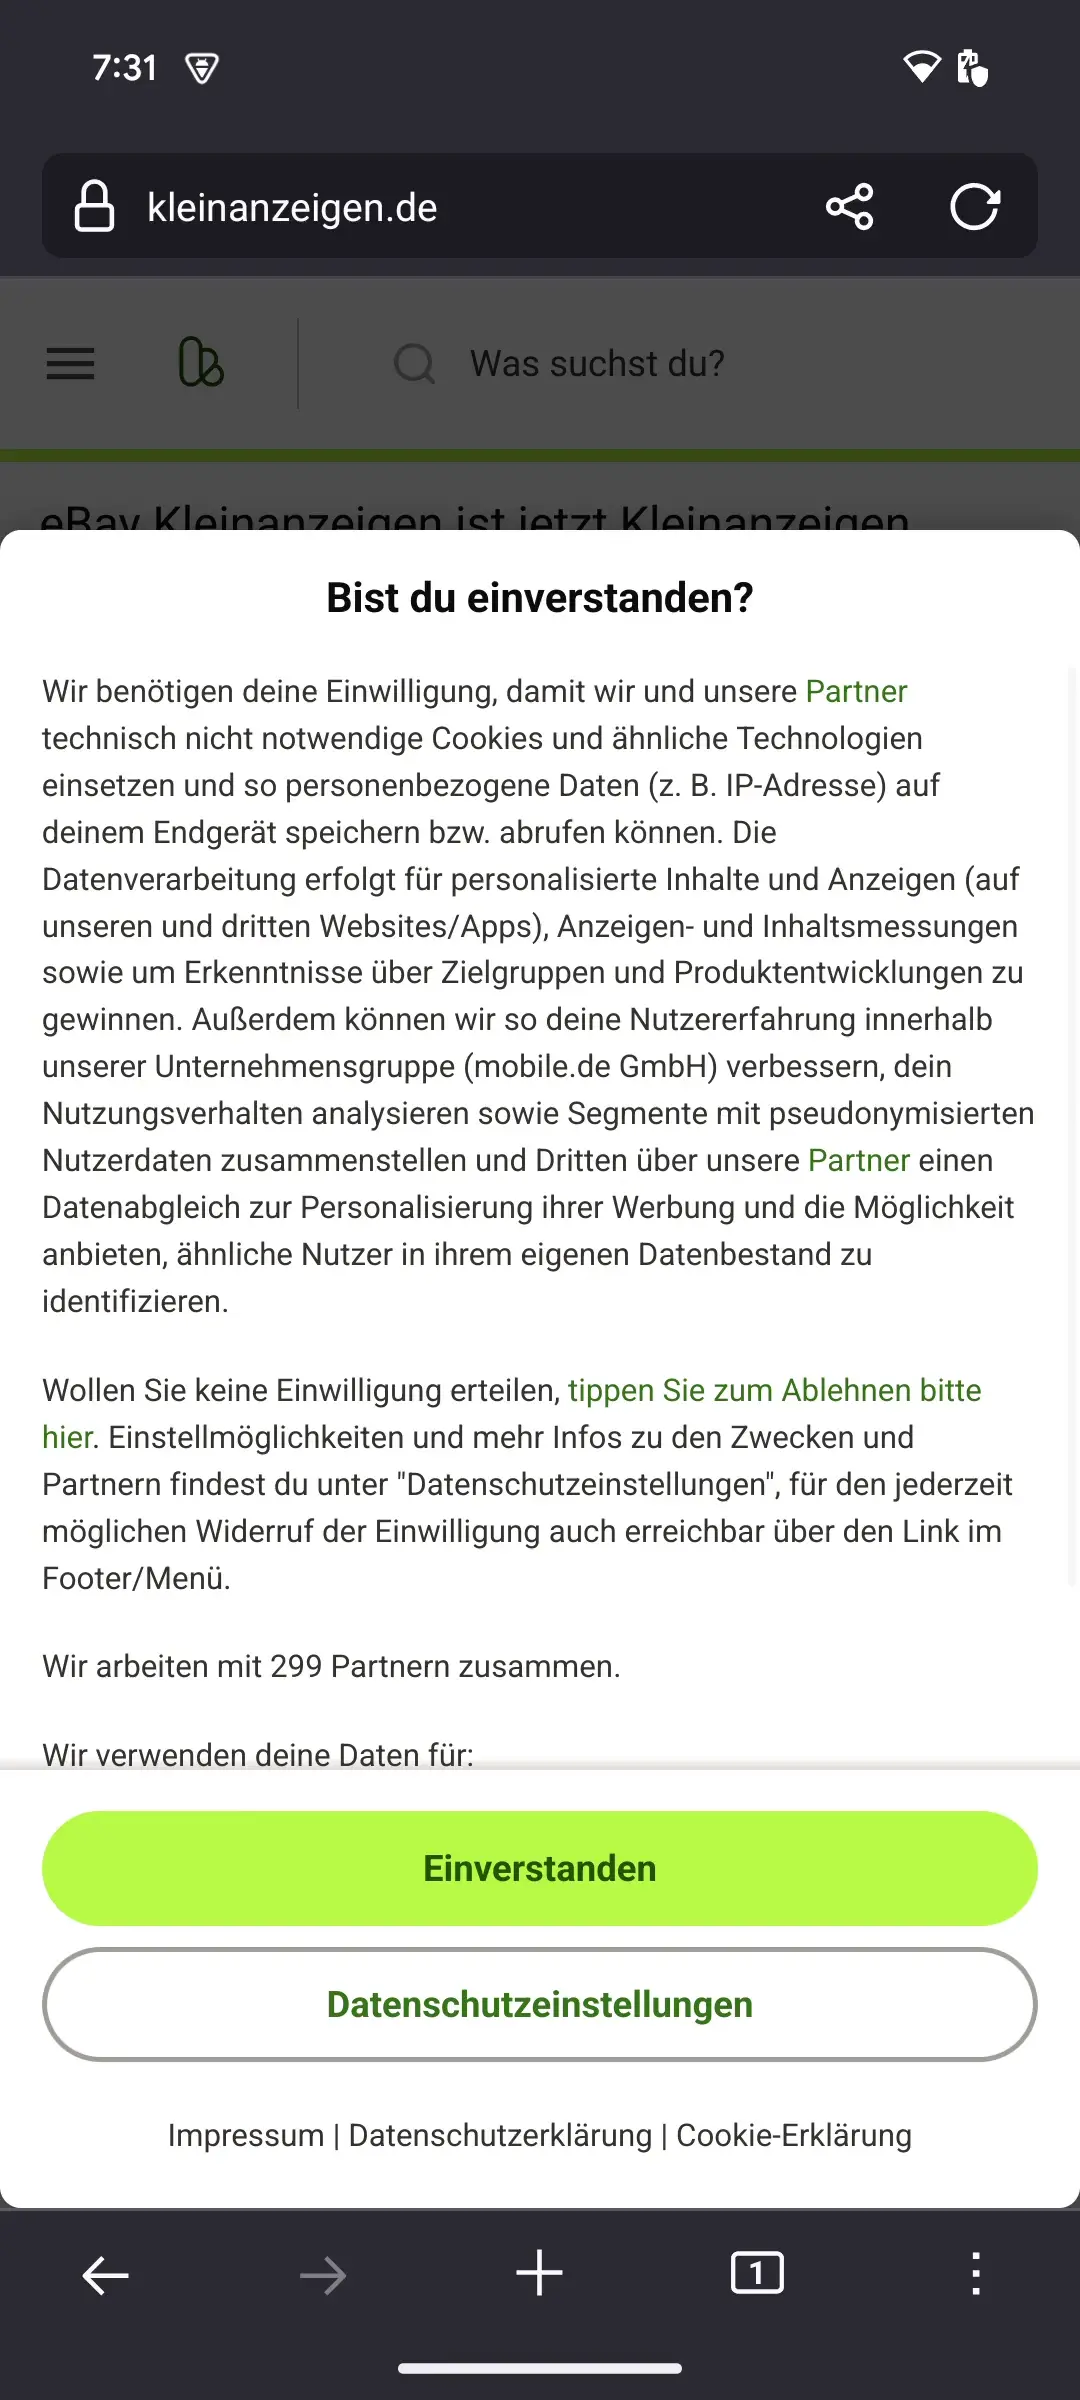 7:31
kleinanzeigen.de
Was suchst du?
eBay Kleinanzeigen ist jetzt Kleinanzeigen
Bist du einverstanden?
Wir benötigen deine Einwilligung, damit wir und unsere Partner
technisch nicht notwendige Cookies und ähnliche Technologien
einsetzen und so personenbezogene Daten (z. B. IP-Adresse) auf
deinem Endgerät speichern bzw. abrufen können. Die
Datenverarbeitung erfolgt für personalisierte Inhalte und Anzeigen (auf
unseren und dritten Websites/Apps), Anzeigen- und Inhaltsmessungen
sowie um Erkenntnisse über Zielgruppen und Produktentwicklungen zu
gewinnen. Außerdem können wir so deine Nutzererfahrung innerhalb
unserer Unternehmensgruppe (mobile.de GmbH) verbessern, dein
Nutzungsverhalten analysieren sowie Segmente mit pseudonymisierten
Nutzerdaten zusammenstellen und Dritten über unsere Partner einen
Datenabgleich zur Personalisierung ihrer Werbung und die Möglichkeit
anbieten, ähnliche Nutzer in ihrem eigenen Datenbestand zu
identifizieren.
Wollen Sie keine Einwilligung erteilen, tippen Sie zum Ablehnen bitte
hier. Einstellmöglichkeiten und mehr Infos zu den Zwecken und
Partnern findest du unter "Datenschutzeinstellungen", für den jederzeit
möglichen Widerruf der Einwilligung auch erreichbar über den Link im
Footer/Menü.
Wir arbeiten mit 299 Partnern zusammen.
Wir verwenden deine Daten für:
Einverstanden
Datenschutzeinstellungen
Impressum | Datenschutzerklärung | Cookie-Erklärung
1